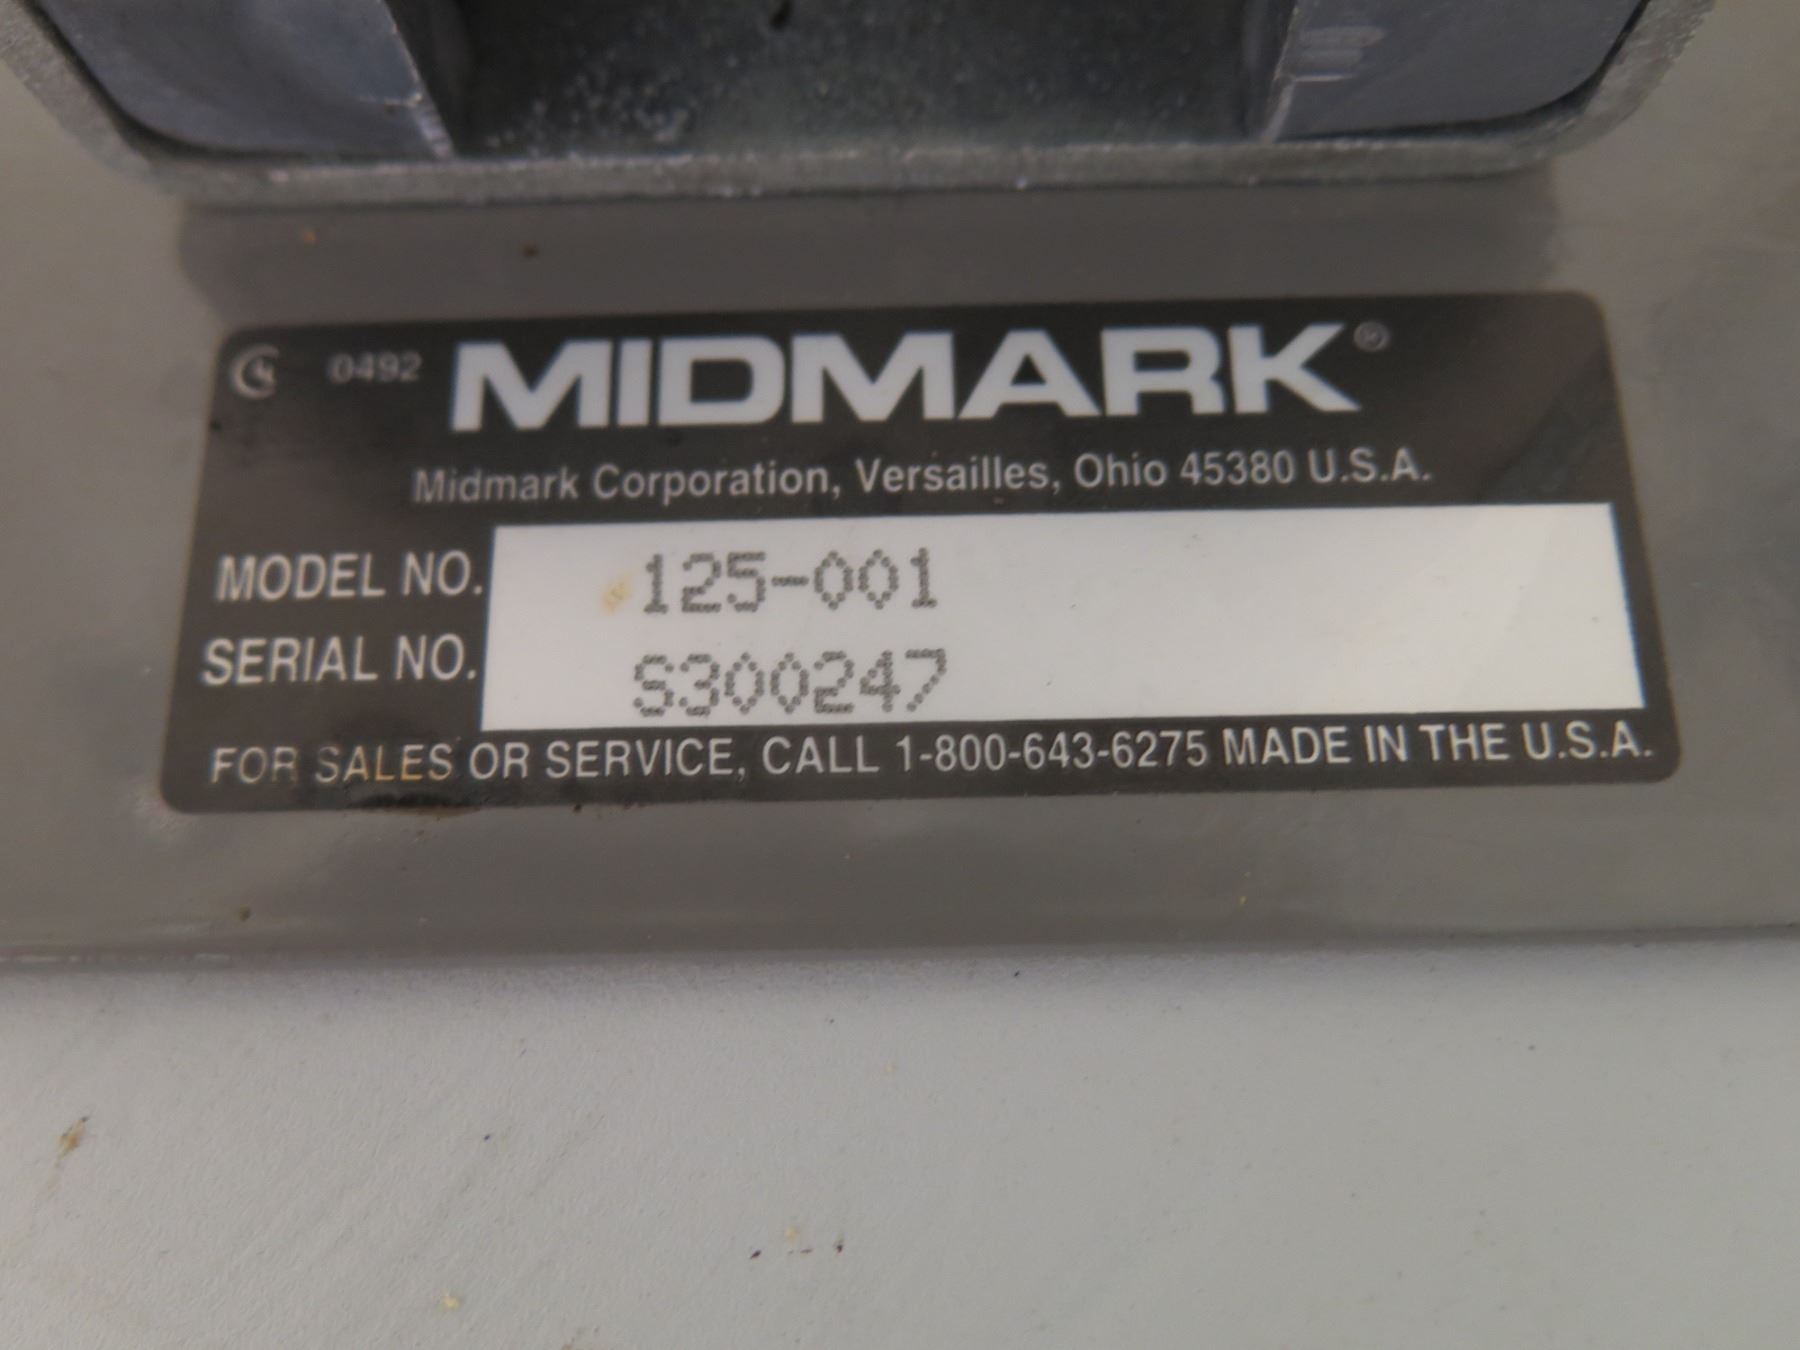 0492 MIDMARK®
Midmark Corporation, Versailles, Ohio 45380 U.S.A.
MODEL NO. 125-001
SERIAL NO. S300247
FOR SALES OR SERVICE, CALL 1-800-643-6275 MADE IN THE U.S.A.